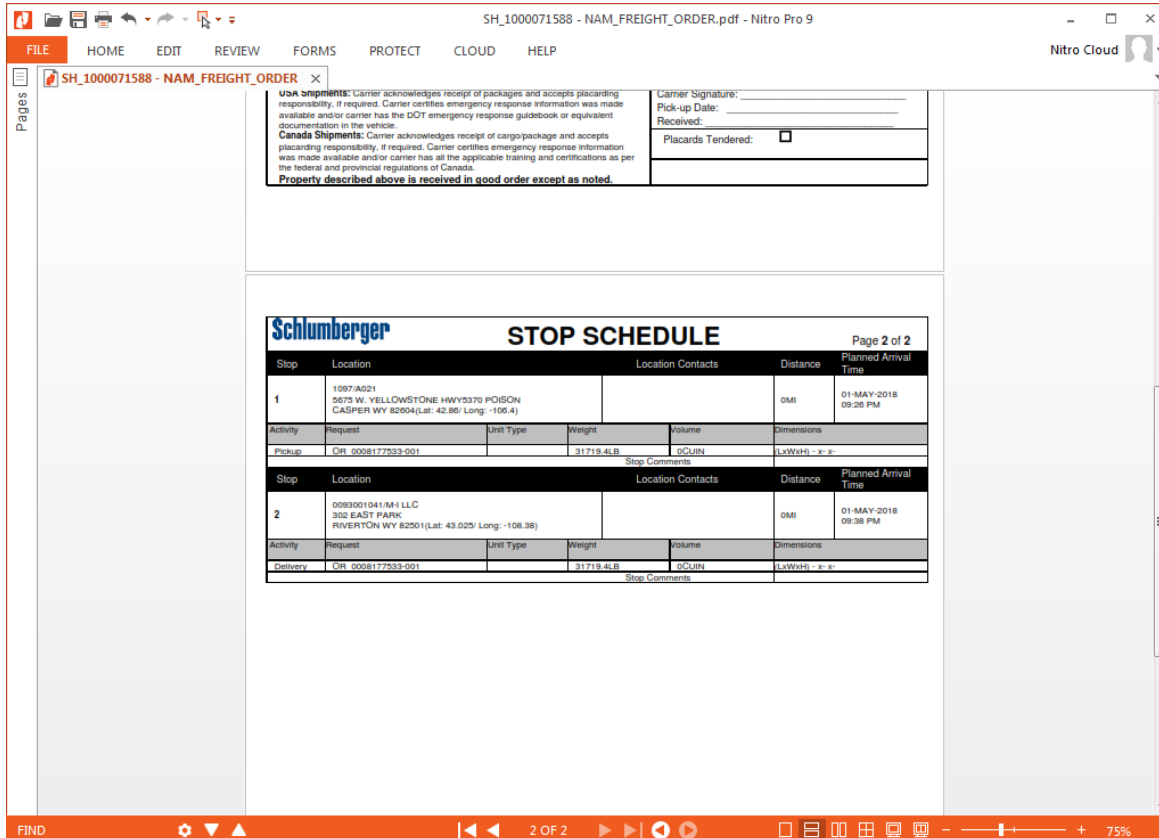 SH_1000071588 - NAM_FREIGHT_ORDER.pdf - Nitro Pro 9
FILE HOME EDIT REVIEW FORMS PROTECT CLOUD HELP Nitro Cloud
SH_1000071588 - NAM_FREIGHT_ORDER ×
Pages
USA Shipments: Carrier acknowledges receipt of packages and accepts placarding
responsibility, if required. Carrier certifies emergency response information was made
available and/or carrier has the DOT emergency response guidebook or equivalent
documentation in the vehicle.
Canada Shipments: Carrier acknowledges receipt of cargo/package and accepts
placarding responsibility, if required. Carrier certifies emergency response information
was made available and/or carrier has all the applicable training and certifications as per
the federal and provincial regulations of Canada.
Property described above is received in good order except as noted.
Carrier Signature:
Pick-up Date:
Received:
Placards Tendered:
Schlumberger STOP SCHEDULE Page 2 of 2
Stop Location Location Contacts Distance Planned Arrival Time
1
1097/A021
5675 W. YELLOWSTONE HWY5370 POISON
CASPER WY 82604(Lat: 42.86/ Long: -106.4)
0MI
01-MAY-2018
09:26 PM
Activity Request Unit Type Weight Volume Dimensions
Pickup OR 0008177533-001 31719.4LB 0CUIN (LxWxH) - x- x-
Stop Comments
Stop Location Location Contacts Distance Planned Arrival Time
2
0093001041/M-I LLC
302 EAST PARK
RIVERTON WY 82501(Lat: 43.025/ Long: -108.38)
0MI
01-MAY-2018
09:38 PM
Activity Request Unit Type Weight Volume Dimensions
Delivery OR 0008177533-001 31719.4LB 0CUIN (LxWxH) - x- x-
Stop Comments
FIND 2 OF 2 75%